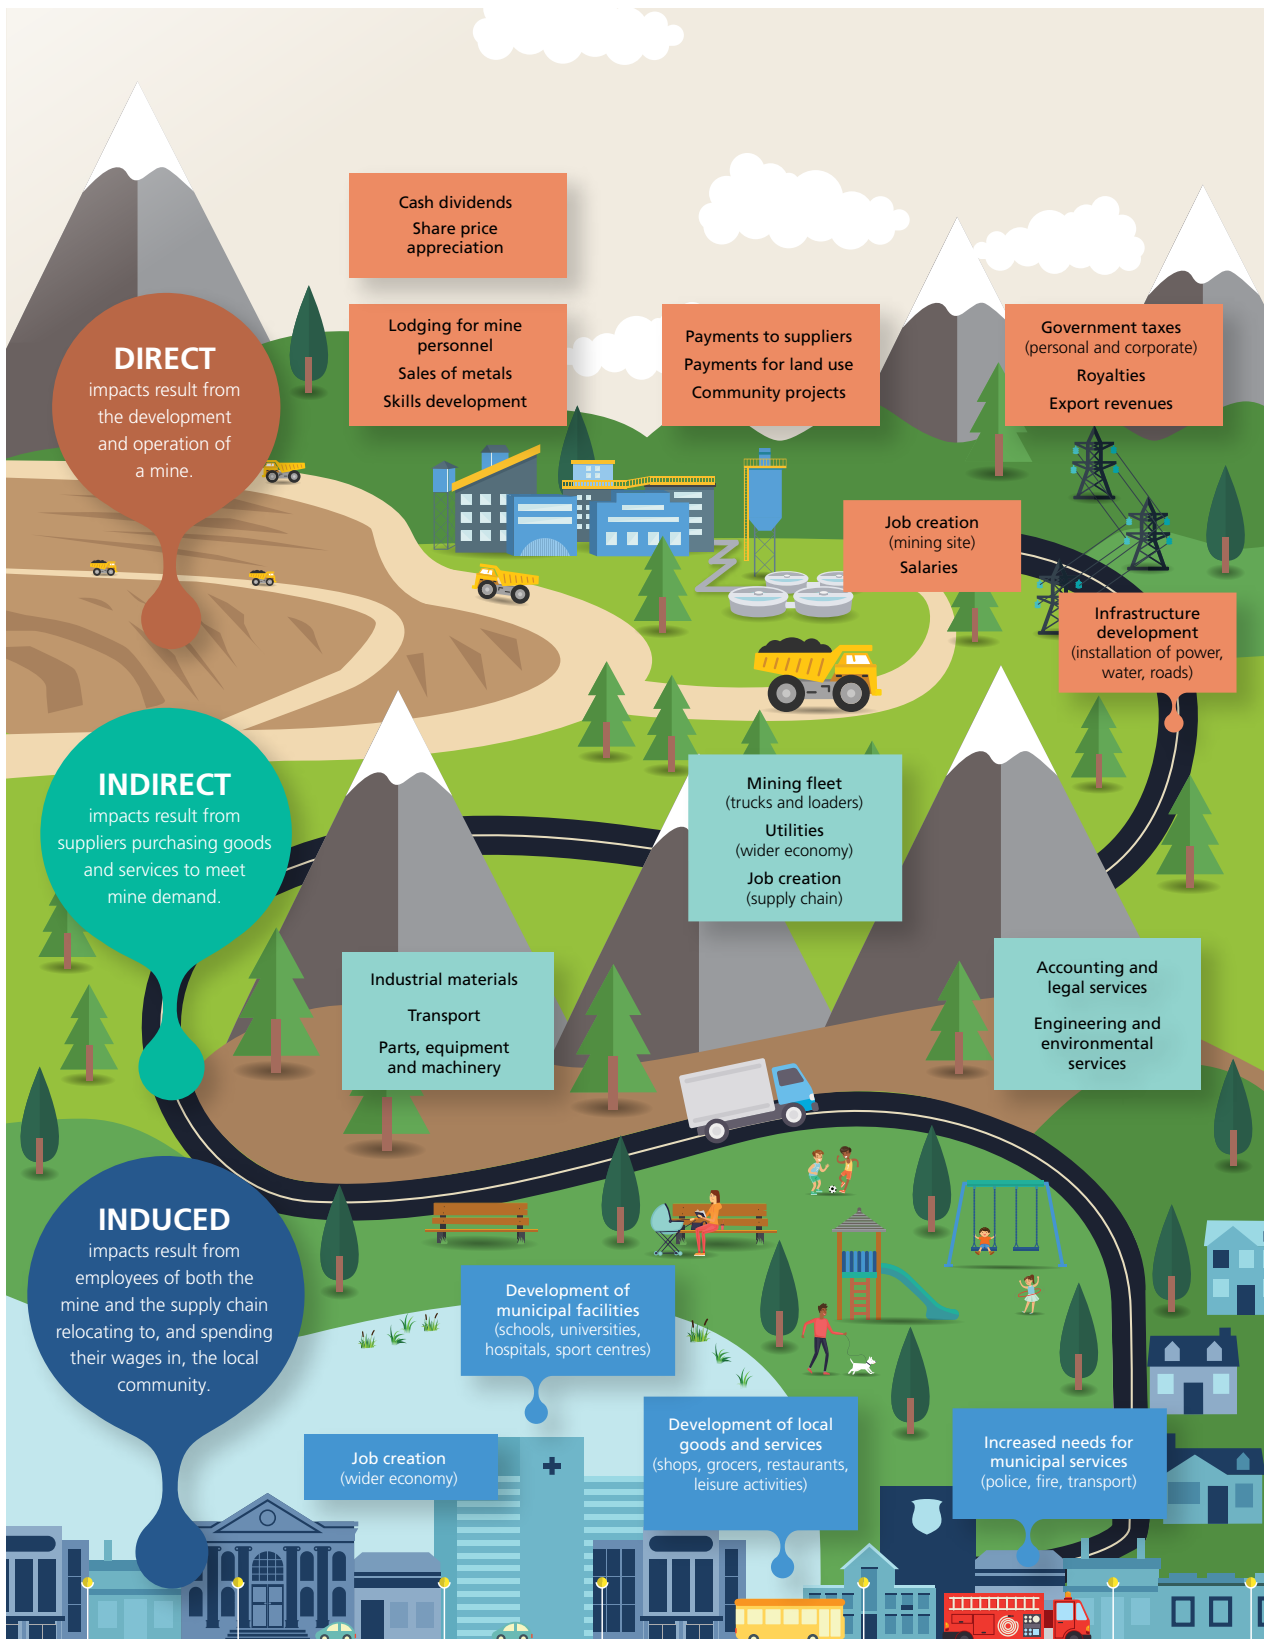 Cash dividends
Share price
appreciation
DIRECT
impacts result from
the development
and operation of
a mine.
Lodging for mine
personnel
Sales of metals
Skills development
Payments to suppliers
Payments for land use
Community projects
Government taxes
(personal and corporate)
Royalties
Export revenues
Job creation
(mining site)
Salaries
Infrastructure
development
(installation of power,
water, roads)
INDIRECT
impacts result from
suppliers purchasing goods
and services to meet
mine demand.
Mining fleet
(trucks and loaders)
Utilities
(wider economy)
Job creation
(supply chain)
Industrial materials
Transport
Parts, equipment
and machinery
Accounting and
legal services
Engineering and
environmental
services
INDUCED
impacts result from
employees of both the
mine and the supply chain
relocating to, and spending
their wages in, the local
community.
Development of
municipal facilities
(schools, universities,
hospitals, sport centres)
Job creation
(wider economy)
Development of local
goods and services
(shops, grocers, restaurants,
leisure activities)
Increased needs for
municipal services
(police, fire, transport)